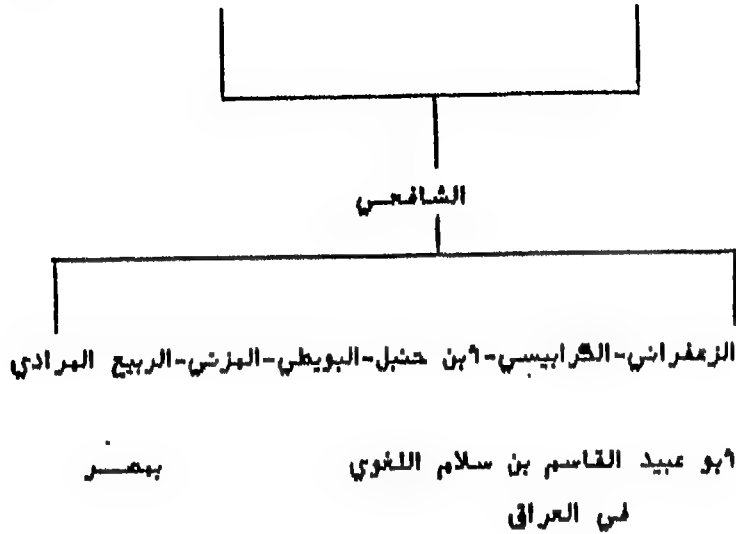 الشافعي
الزعفراني-الكرابيسي-ابن حنبل-البويطي-المزني-الربيع المرادي
ابو عبيد القاسم بن سلام اللغوي بمصر
في العراق